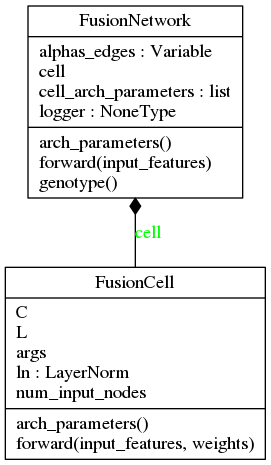 FusionNetwork
alphas_edges : Variable
cell
cell_arch_parameters : list
logger : NoneType
arch_parameters()
forward(input_features)
genotype()
cell
FusionCell
C
L
args
ln : LayerNorm
num_input_nodes
arch_parameters()
forward(input_features, weights)